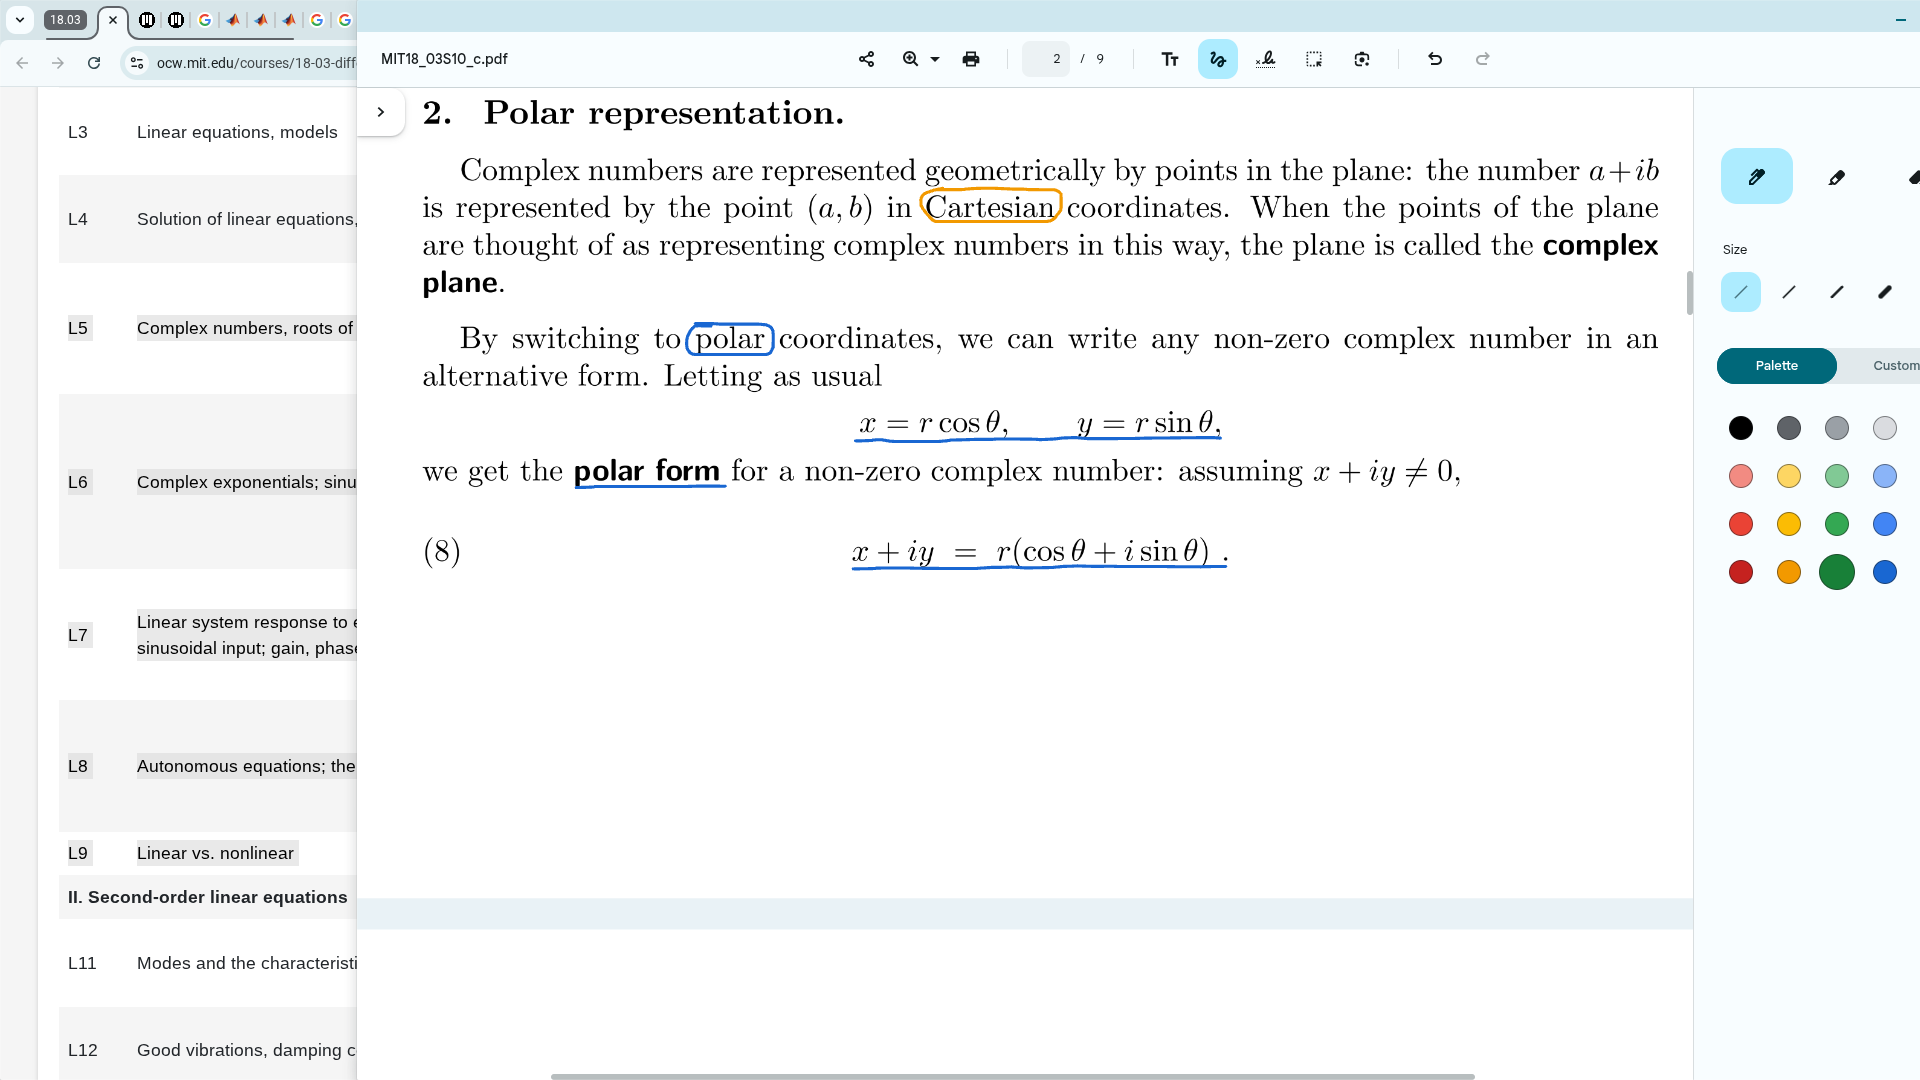 18.03
ocw.mit.edu/courses/18-03-diff
MIT18_03S10_c.pdf
2 / 9
L3 Linear equations, models
L4 Solution of linear equations,
L5 Complex numbers, roots of
L6 Complex exponentials; sinu
L7 Linear system response to e
sinusoidal input; gain, phase
L8 Autonomous equations; the
L9 Linear vs. nonlinear
II. Second-order linear equations
L11 Modes and the characteristi
L12 Good vibrations, damping c
2. Polar representation.
Complex numbers are represented geometrically by points in the plane: the number a+ib
is represented by the point (a, b) in Cartesian coordinates. When the points of the plane
are thought of as representing complex numbers in this way, the plane is called the complex
plane.
By switching to polar coordinates, we can write any non-zero complex number in an
alternative form. Letting as usual
x = r cos θ, y = r sin θ,
we get the polar form for a non-zero complex number: assuming x + iy ≠ 0,
(8) x + iy = r(cos θ + i sin θ) .
Size
Palette
Custom